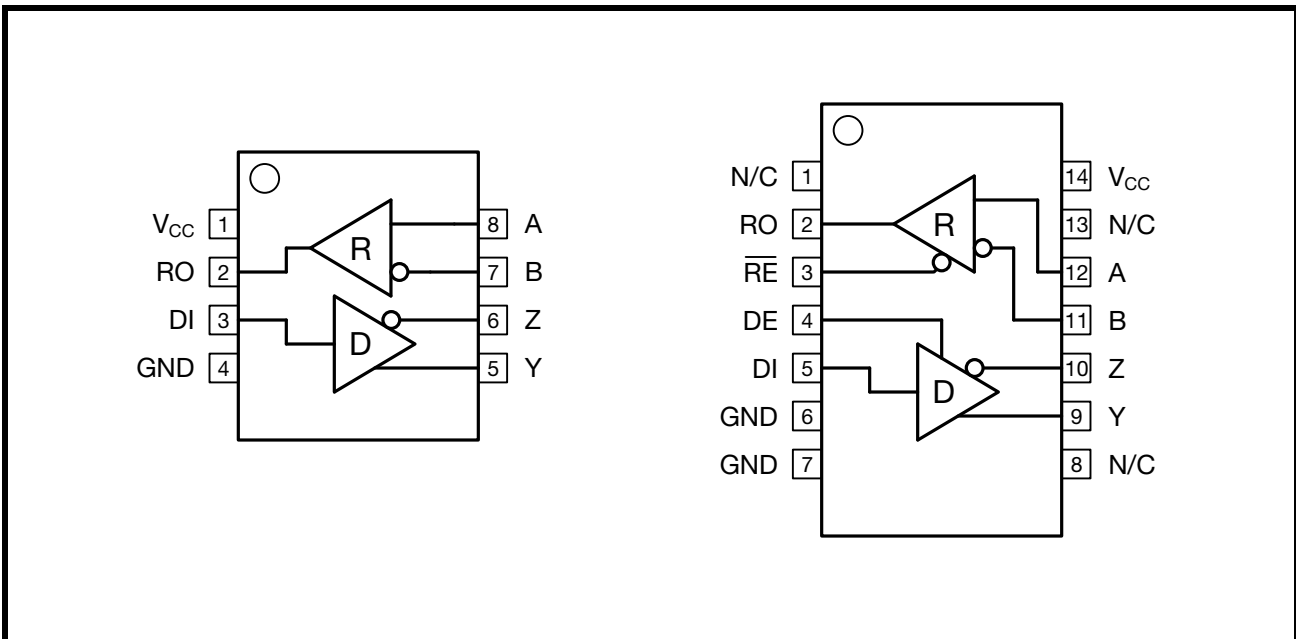 VCC 1
RO 2
DI 3
GND 4
R
D
8 A
7 B
6 Z
5 Y
N/C 1
RO 2
R̅E̅ 3
DE 4
DI 5
GND 6
GND 7
R
D
14 VCC
13 N/C
12 A
11 B
10 Z
9 Y
8 N/C